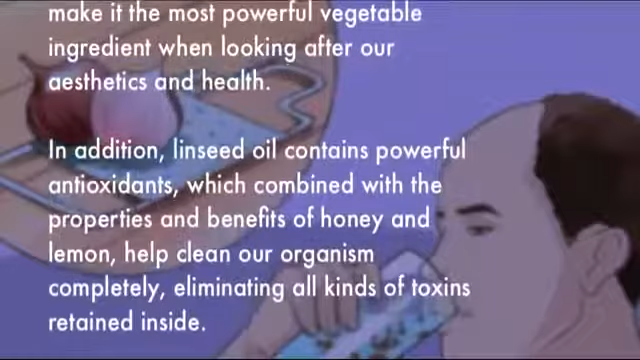 make it the most powerful vegetable
ingredient when looking after our
aesthetics and health.
In addition, linseed oil contains powerful
antioxidants, which combined with the
properties and benefits of honey and
lemon, help clean our organism
completely, eliminating all kinds of toxins
retained inside.